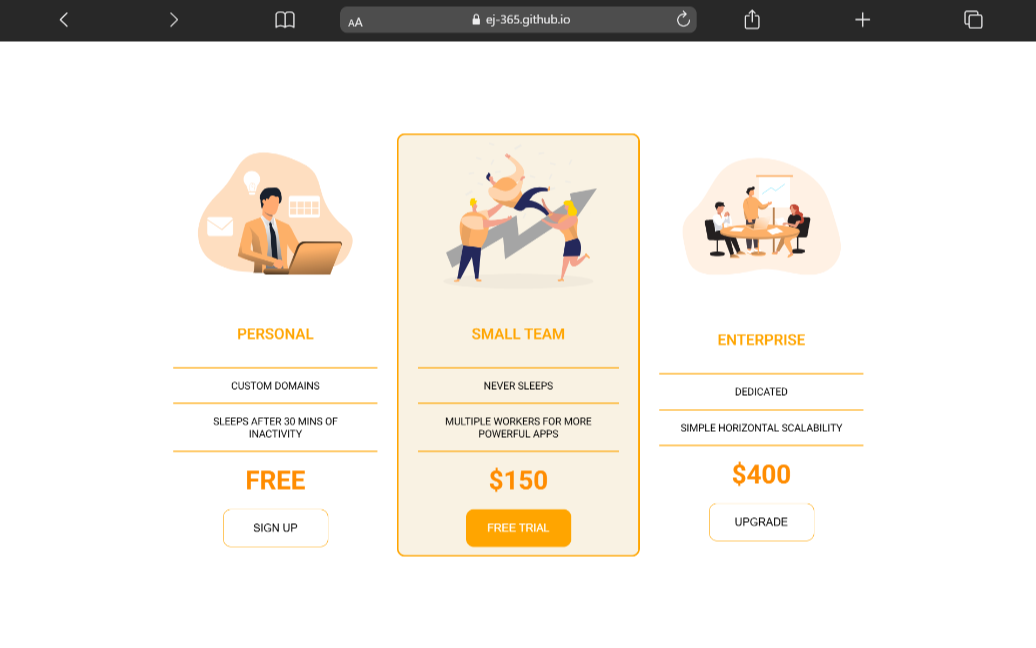 AA
ej-365.github.io
PERSONAL
CUSTOM DOMAINS
SLEEPS AFTER 30 MINS OF
INACTIVITY
FREE
SIGN UP
SMALL TEAM
NEVER SLEEPS
MULTIPLE WORKERS FOR MORE
POWERFUL APPS
$150
FREE TRIAL
ENTERPRISE
DEDICATED
SIMPLE HORIZONTAL SCALABILITY
$400
UPGRADE